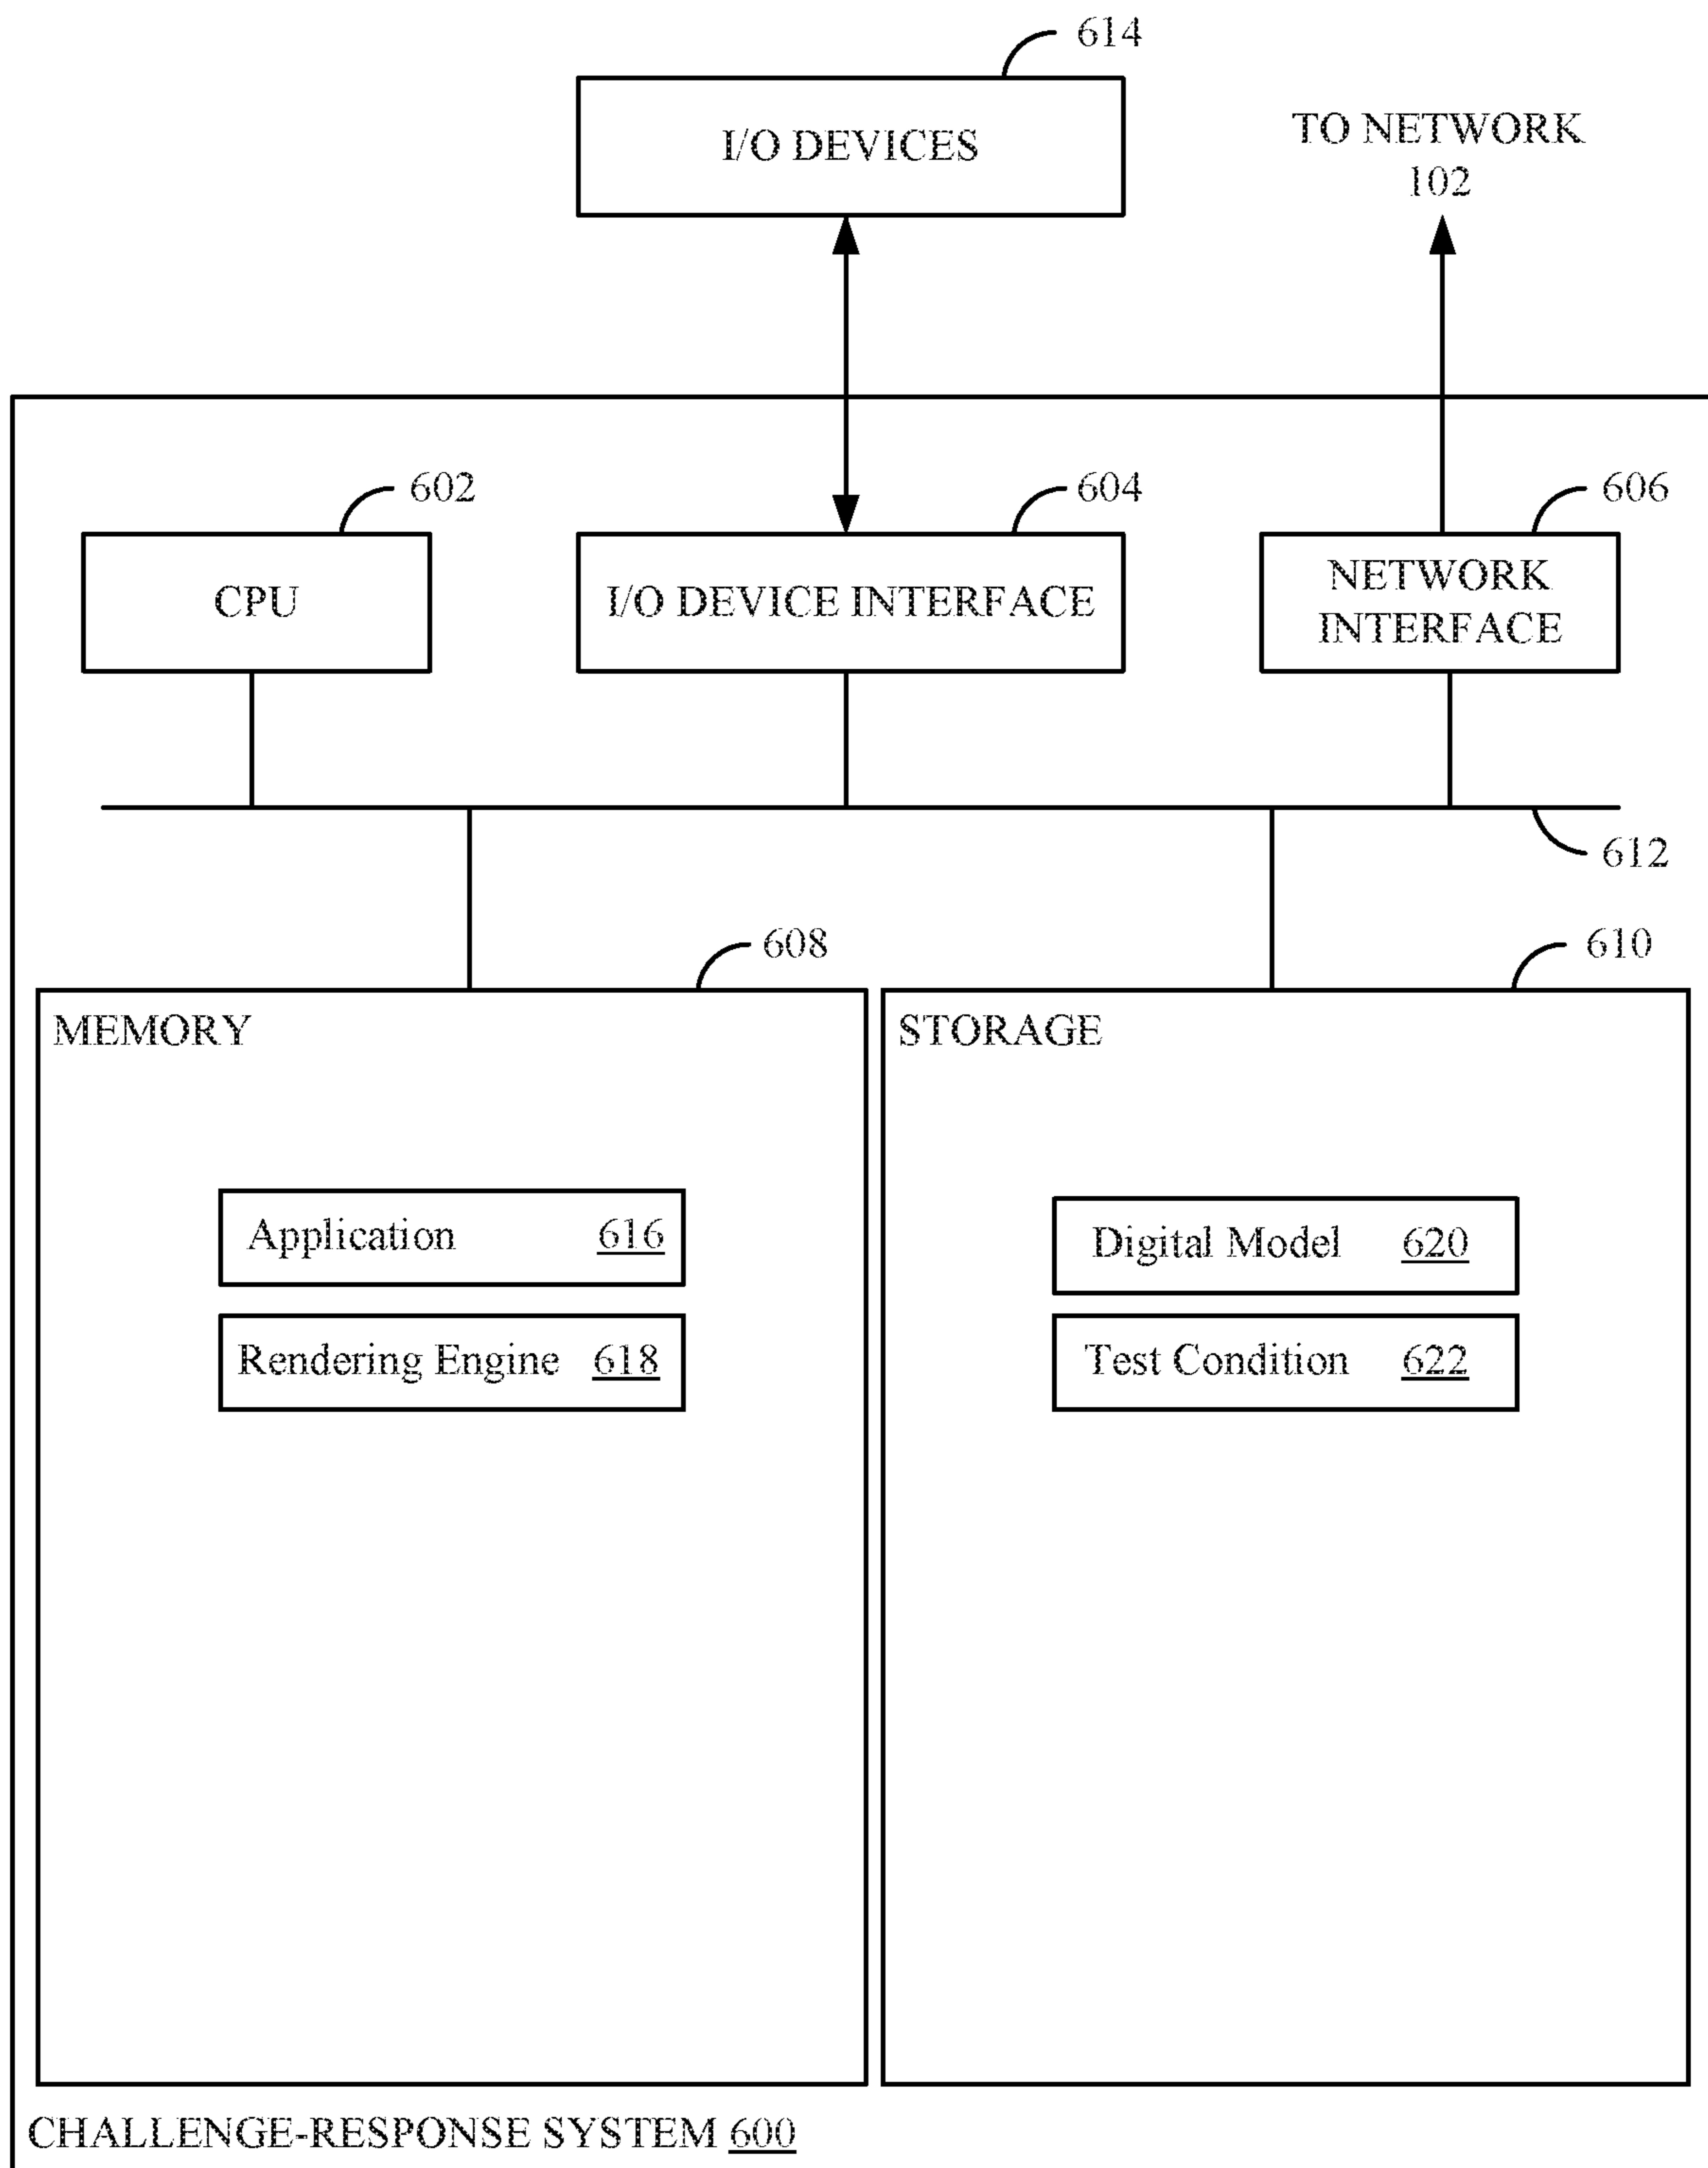 614
I/O DEVICES
TO NETWORK
102
602
604
606
CPU
I/O DEVICE INTERFACE
NETWORK
INTERFACE
612
608
610
MEMORY
STORAGE
Application 616
Digital Model 620
Rendering Engine 618
Test Condition 622
CHALLENGE-RESPONSE SYSTEM 600